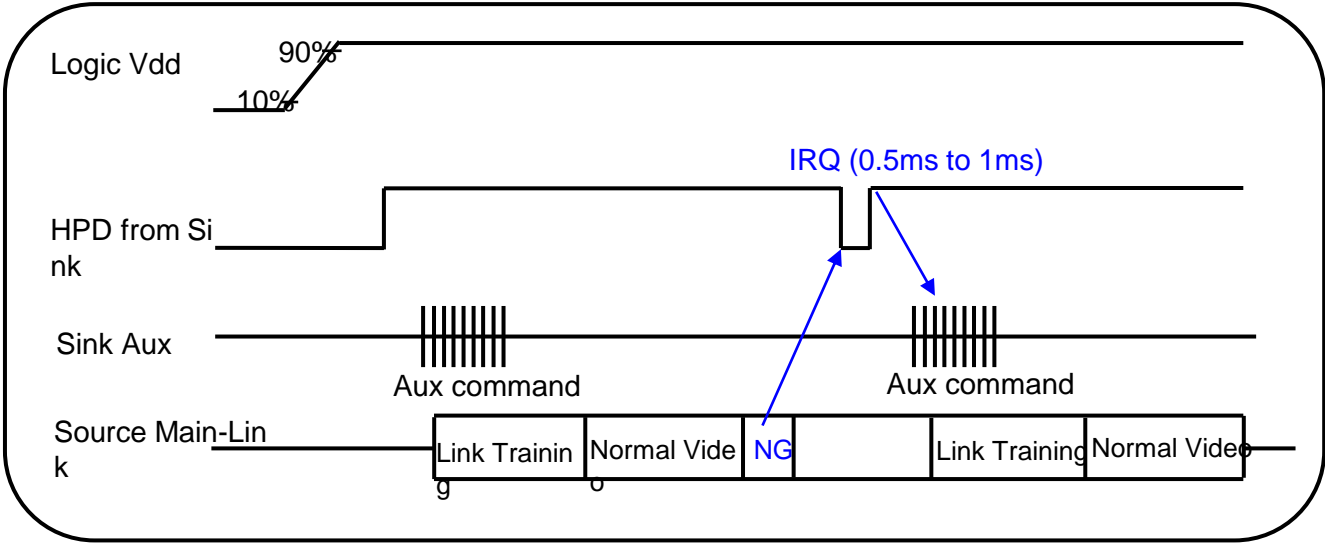 Logic Vdd
90%
10%
IRQ (0.5ms to 1ms)
HPD from Si
nk
Sink Aux
Aux command
Aux command
Source Main-Lin
k
Link Trainin
g
Normal Vide
o
NG
Link Training
Normal Video